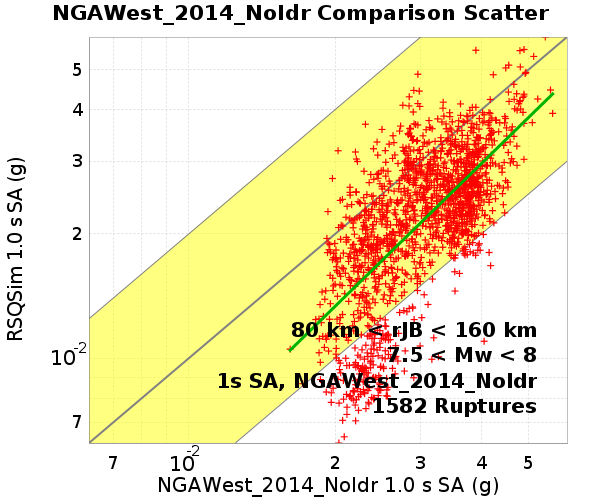 NGAWest_2014_NoIdr Comparison Scatter
RSQSim 1.0 s SA (g)
5
4
3
2
10-2
7
80 km < rJB < 160 km
7.5 < Mw < 8
1s SA, NGAWest_2014_NoIdr
1582 Ruptures
7 10-2 2 3 4 5
NGAWest_2014_NoIdr 1.0 s SA (g)